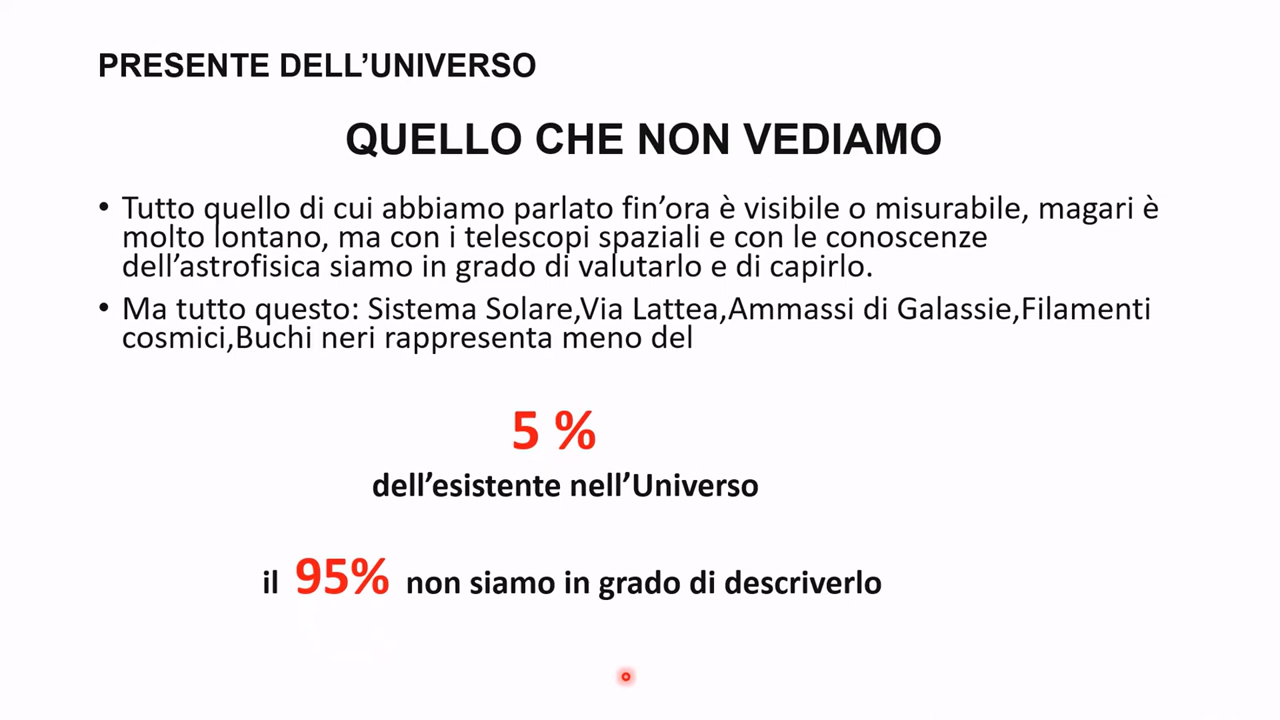 PRESENTE DELL’UNIVERSO
QUELLO CHE NON VEDIAMO
• Tutto quello di cui abbiamo parlato fin’ora è visibile o misurabile, magari è
molto lontano, ma con i telescopi spaziali e con le conoscenze
dell’astrofisica siamo in grado di valutarlo e di capirlo.
• Ma tutto questo: Sistema Solare,Via Lattea,Ammassi di Galassie,Filamenti
cosmici,Buchi neri rappresenta meno del
5 %
dell’esistente nell’Universo
il 95% non siamo in grado di descriverlo